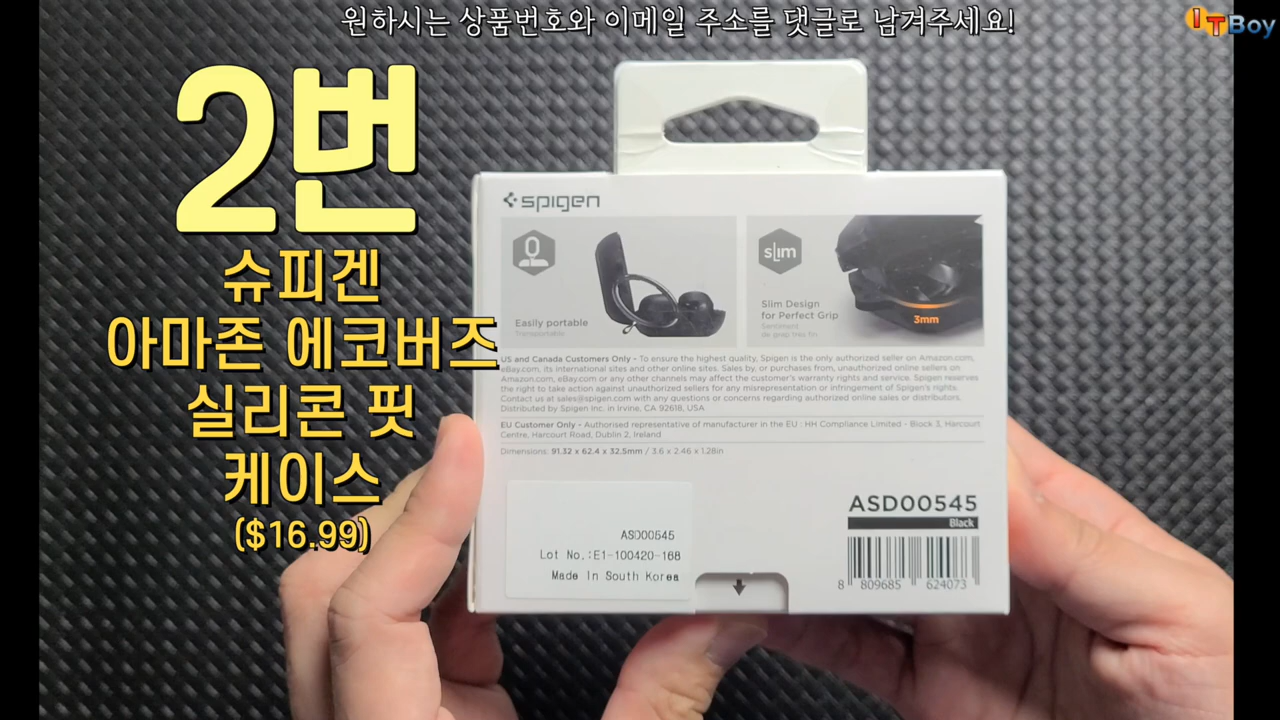 원하시는 상품번호와 이메일 주소를 댓글로 남겨주세요!
ITBoy
2번
슈피겐
아마존 에코버즈
실리콘 핏
케이스
($16.99)
spigen
Easily portable
Transportable
slim
Slim Design
for Perfect Grip
Sentiment
de grep très fin
3mm
US and Canada Customers Only - To ensure the highest quality, Spigen is the only authorized seller on Amazon.com,
eBay.com, its international sites and other online sites. Sales by, or purchases from, unauthorized online sellers on
Amazon.com, eBay.com or any other channels may affect the customer's warranty rights and service. Spigen reserves
the right to take action against unauthorized sellers for any misrepresentation or infringement of Spigen's rights.
Contact us at sales@spigen.com with any questions or concerns regarding authorized online sales or distributors.
Distributed by Spigen Inc. in Irvine, CA 92618, USA
EU Customer Only - Authorised representative of manufacturer in the EU : HH Compliance Limited - Block 3, Harcourt
Centre, Harcourt Road, Dublin 2, Ireland
Dimensions: 91.32 x 62.4 x 32.5mm / 3.6 x 2.46 x 1.28in
ASD00545
Black
8 809685 624073
ASD00545
Lot No.:E1-100420-168
Made In South Korea